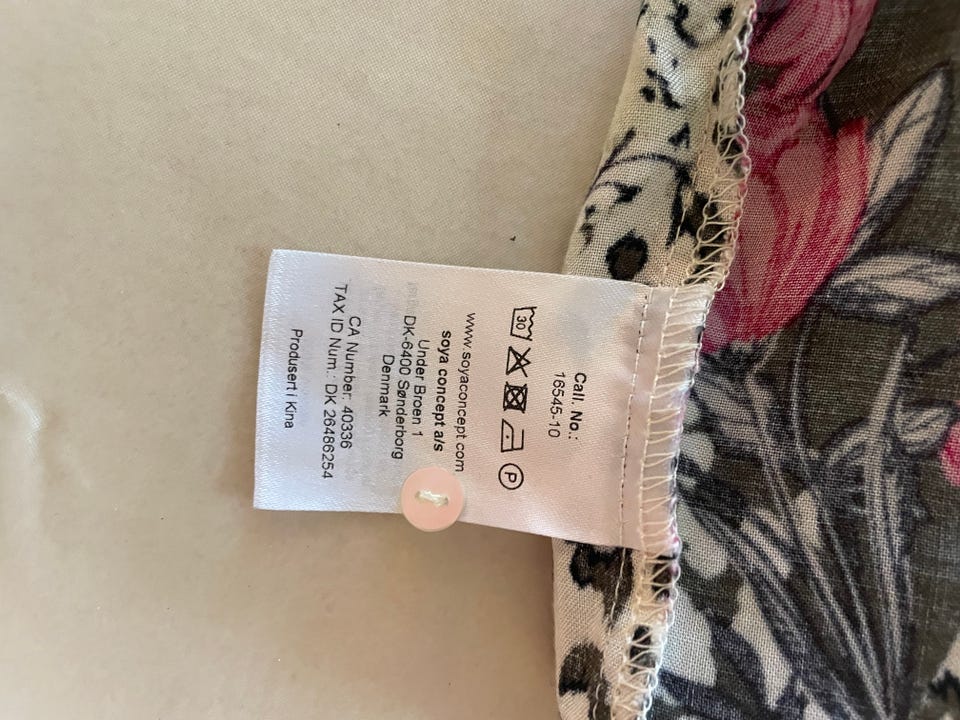 Call. No.:
16545-10
30
P
www.soyaconcept.com
soya concept a/s
Under Broen 1
DK-6400 Sønderborg
Denmark
CA Number: 40336
TAX ID Num.: DK 26486254
Produsert i Kina